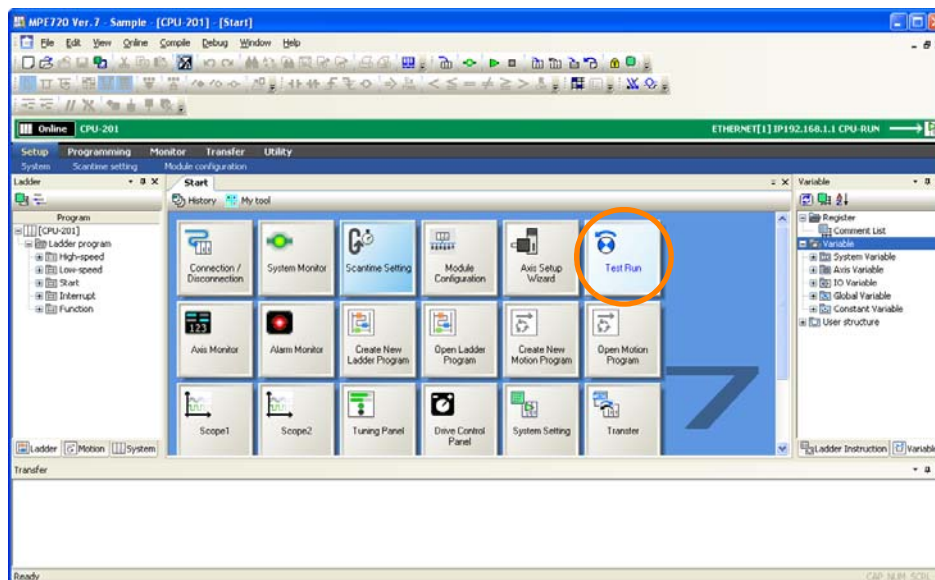 MPE720 Ver.7 - Sample - [CPU-201] - [Start]
File Edit View Online Compile Debug Window Help
Online CPU-201
ETHERNET[1] IP192.168.1.1 CPU-RUN
Setup Programming Monitor Transfer Utility
System Scantime setting Module configuration
Ladder
Start
Variable
History My tool
Program
[CPU-201]
Ladder program
High-speed
Low-speed
Start
Interrupt
Function
Connection / Disconnection
System Monitor
Scantime Setting
Module Configuration
Axis Setup Wizard
Test Run
Axis Monitor
Alarm Monitor
Create New Ladder Program
Open Ladder Program
Create New Motion Program
Open Motion Program
Scope1
Scope2
Tuning Panel
Drive Control Panel
System Setting
Transfer
7
Register
Comment List
Variable
System Variable
Axis Variable
IO Variable
Global Variable
Constant Variable
User structure
Ladder Motion System
Ladder Instruction Variable
Transfer
Ready
CAP NUM SCRL